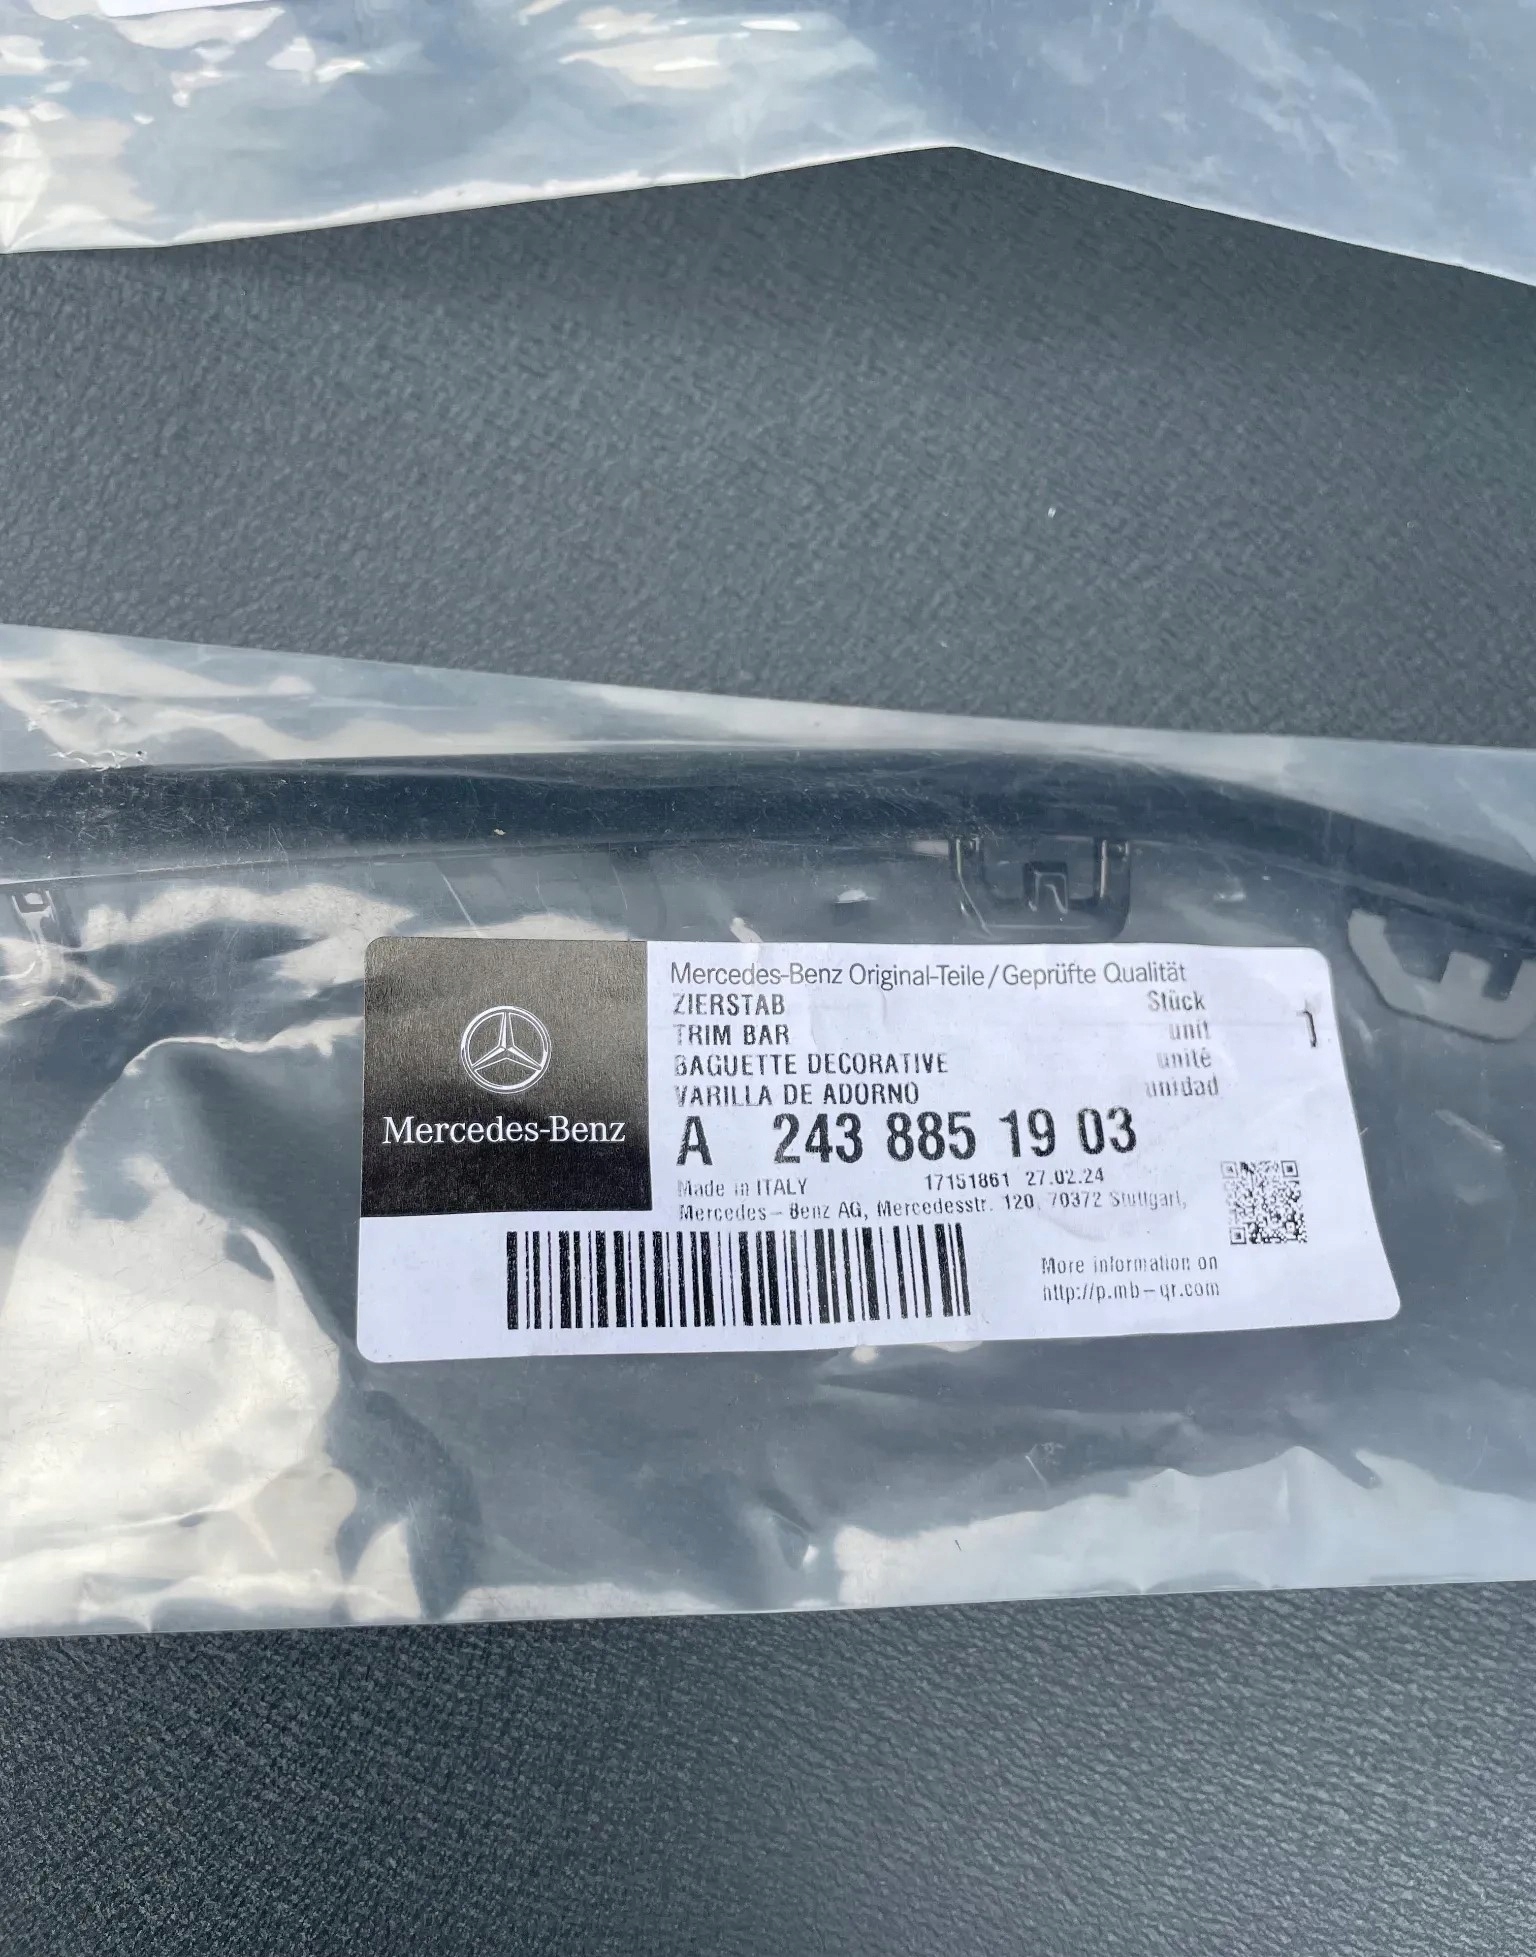 Mercedes-Benz
Mercedes-Benz Original-Teile/Geprüfte Qualität
ZIERSTAB Stück
TRIM BAR unit 1
BAGUETTE DECORATIVE unité
VARILLA DE ADORNO unidad
A 243 885 19 03
Made in ITALY 17151861 27.02.24
Mercedes-Benz AG, Mercedesstr. 120, 70372 Stuttgart,
More information on
http://p.mb-qr.com